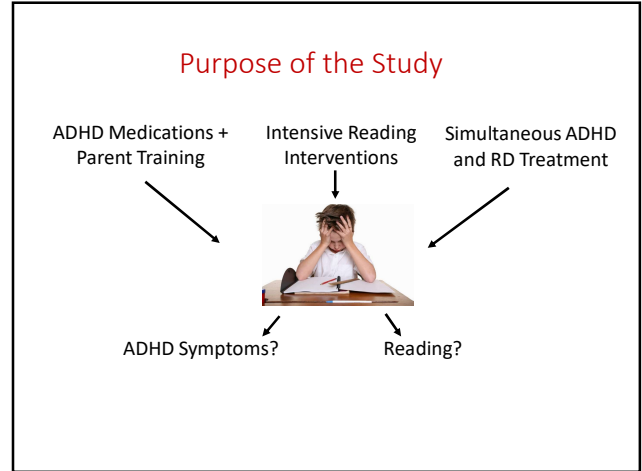 Purpose of the Study
ADHD Medications +
Parent Training
Intensive Reading
Interventions
Simultaneous ADHD
and RD Treatment
ADHD Symptoms?
Reading?